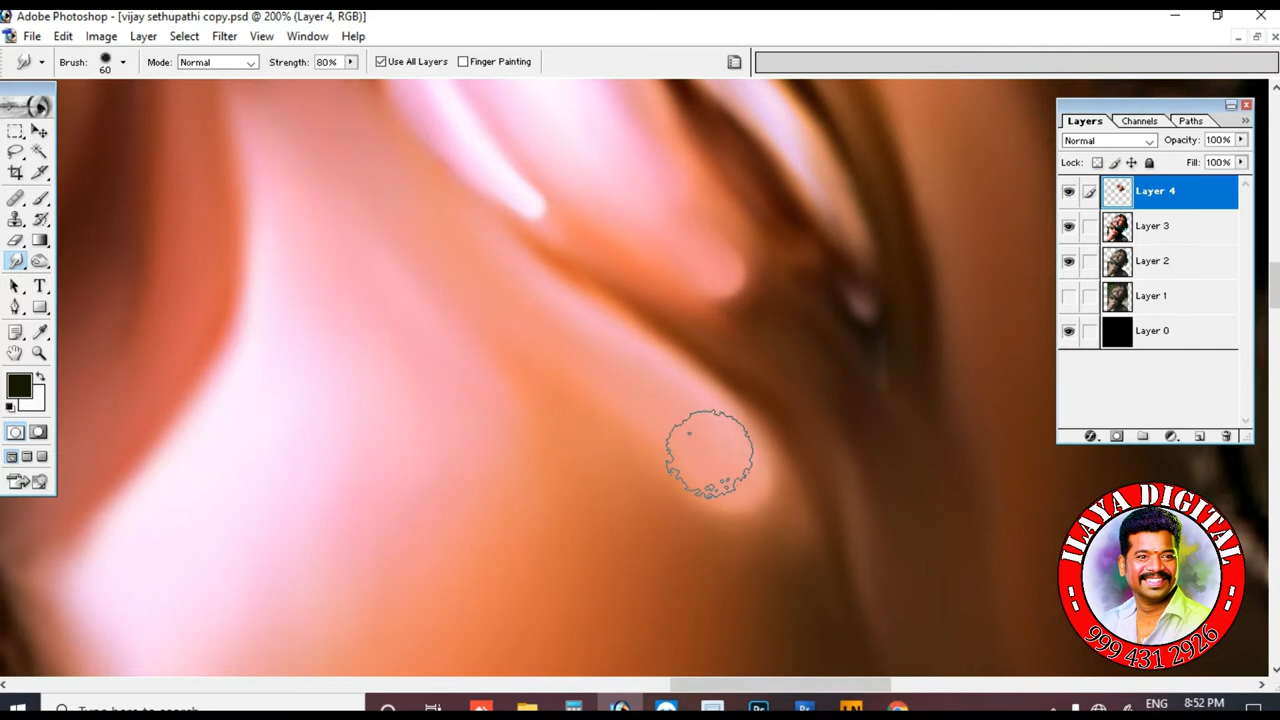 Adobe Photoshop - [vijay sethupathi copy.psd @ 200% (Layer 4, RGB)]
File Edit Image Layer Select Filter View Window Help
Brush: 60 Mode: Normal Strength: 80% Use All Layers Finger Painting
Layers Channels Paths
Normal Opacity: 100%
Lock: Fill: 100%
Layer 4
Layer 3
Layer 2
Layer 1
Layer 0
ILAYA DIGITAL
999 431 2926
ENG 8:52 PM